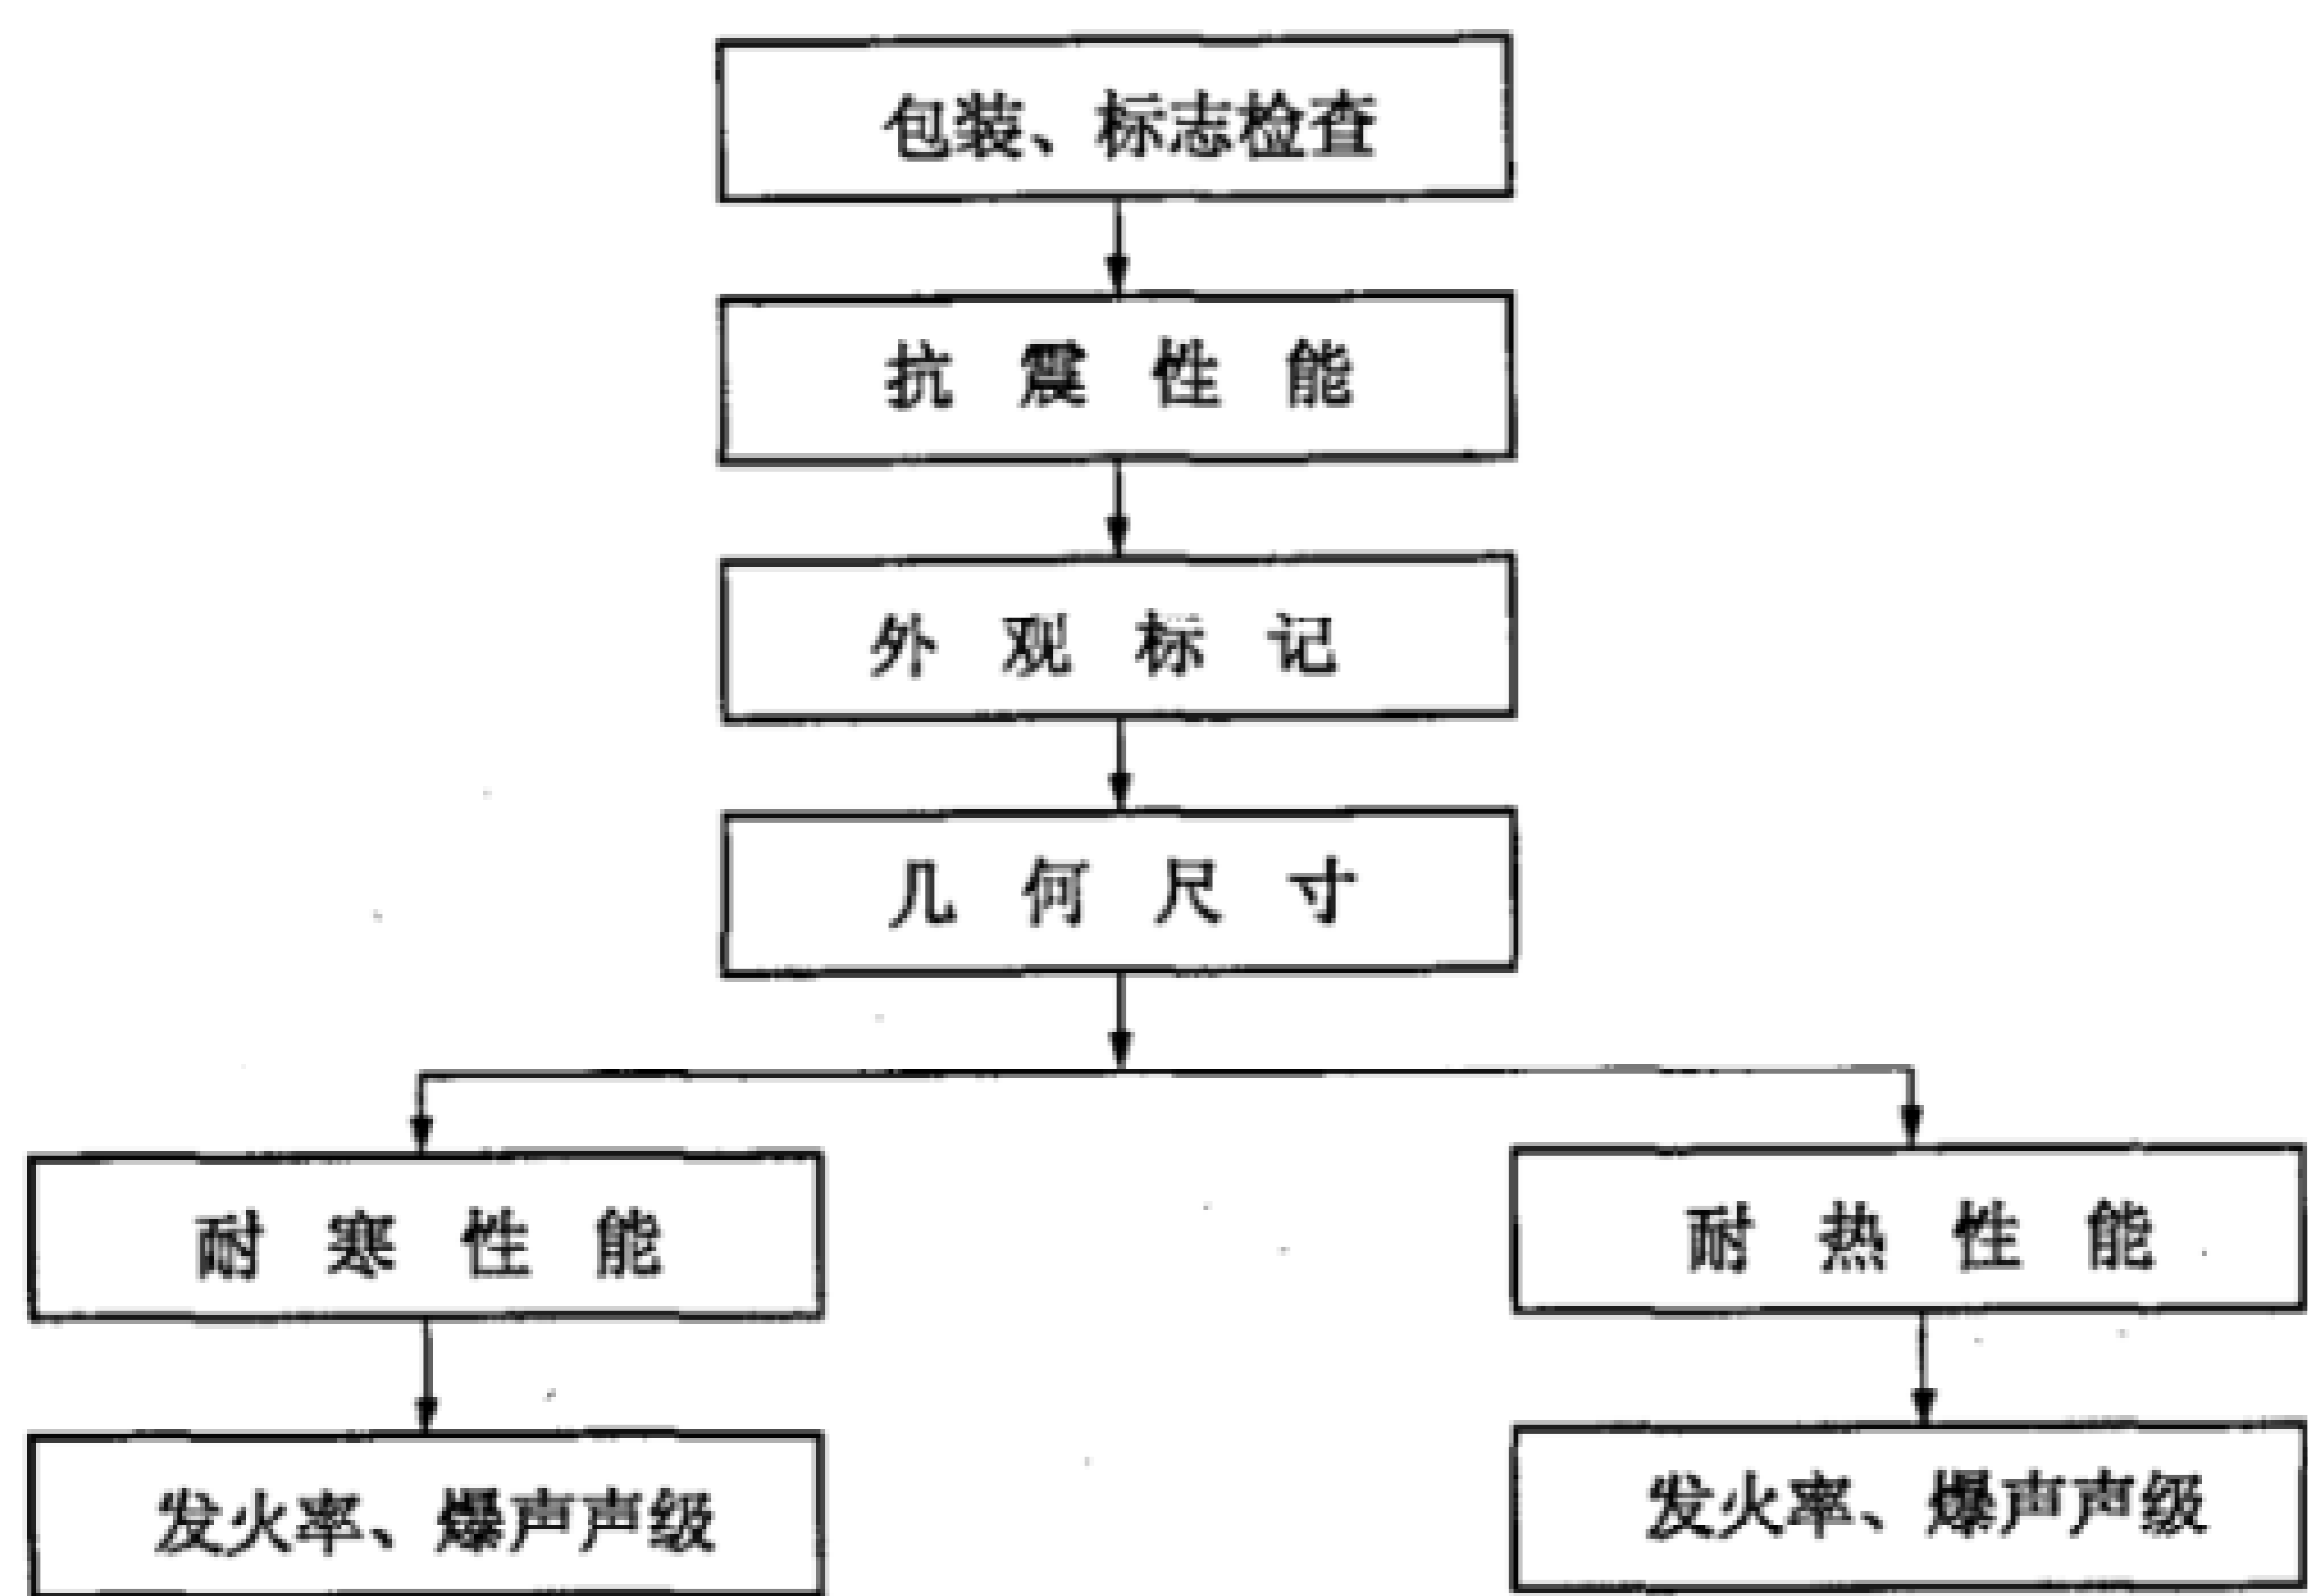 包装、标志检查
抗震性能
外观标记
几何尺寸
耐寒性能
耐热性能
发火率、爆声声级
发火率、爆声声级